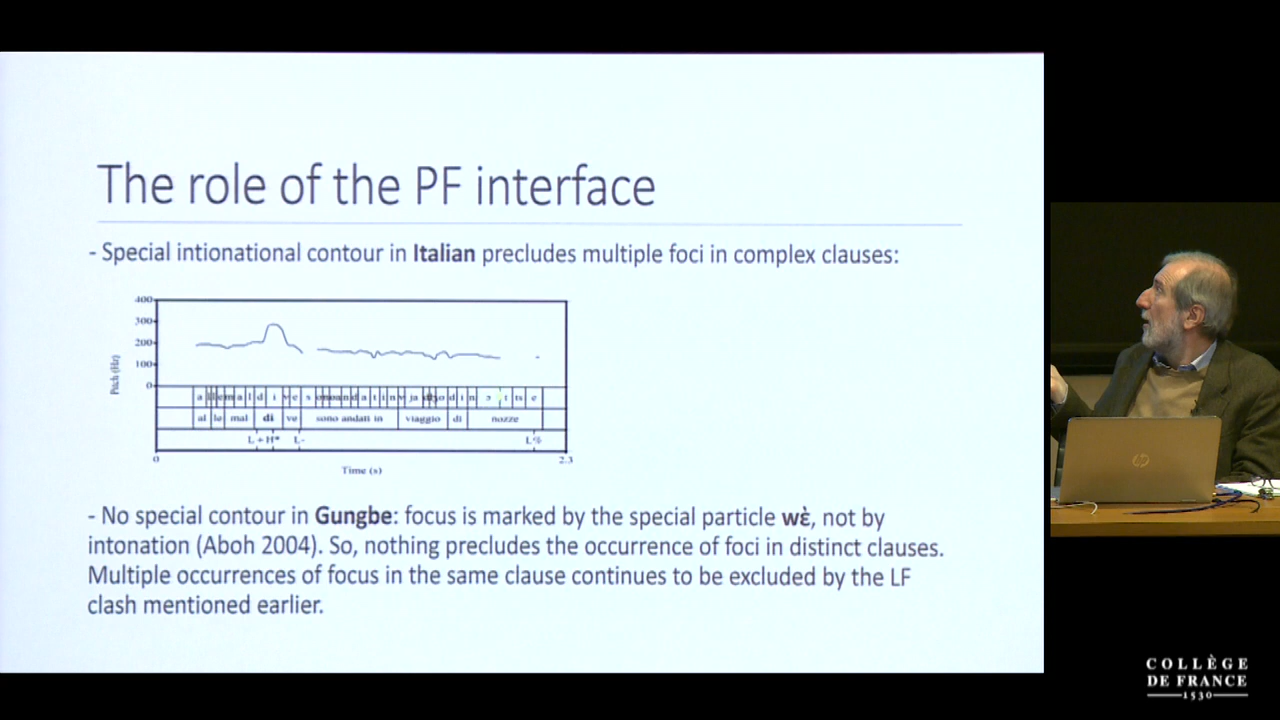 The role of the PF interface
- Special intionational contour in Italian precludes multiple foci in complex clauses:
400
300
200
100
0
Pitch (Hz)
al le mal di ve sono andati in viaggio di nozze
L+H* L- L%
0 2.3
Time (s)
- No special contour in Gungbe: focus is marked by the special particle wɛ̀, not by
intonation (Aboh 2004). So, nothing precludes the occurrence of foci in distinct clauses.
Multiple occurrences of focus in the same clause continues to be excluded by the LF
clash mentioned earlier.
hp
COLLÈGE
DE FRANCE
1530